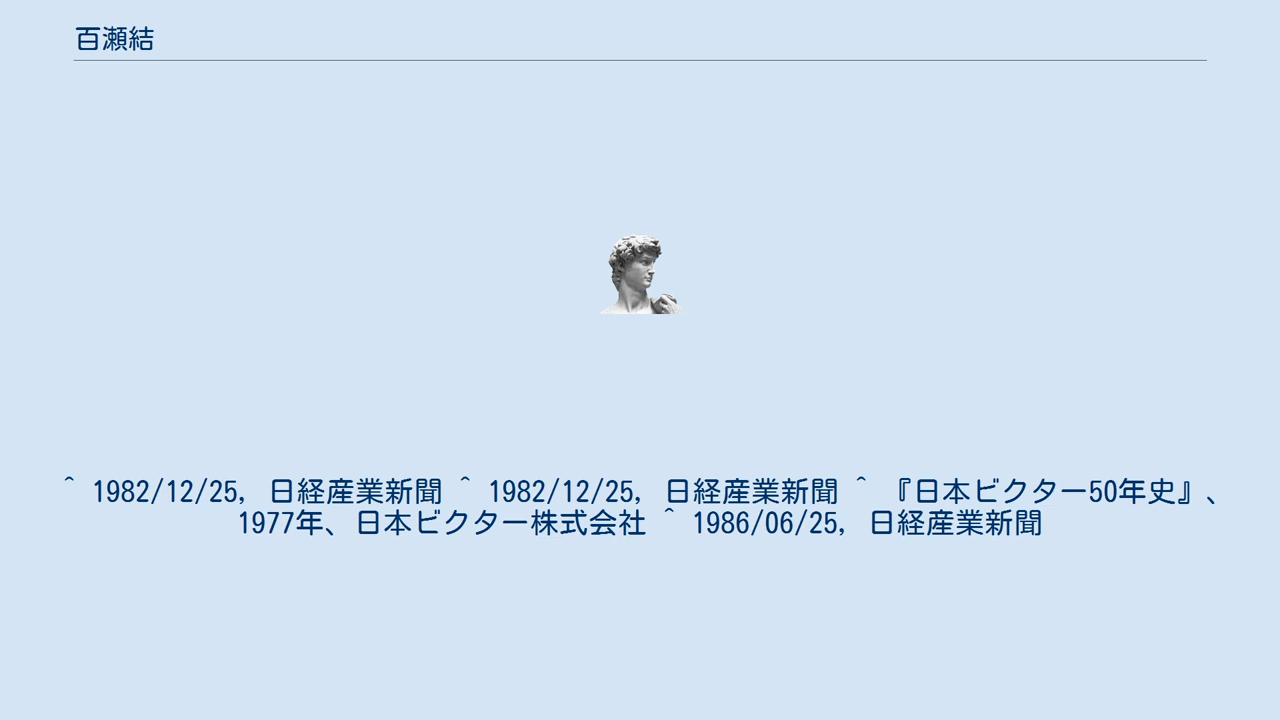 百瀬結
^ 1982/12/25, 日経産業新聞 ^ 1982/12/25, 日経産業新聞 ^ 『日本ビクター50年史』、
1977年、日本ビクター株式会社 ^ 1986/06/25, 日経産業新聞